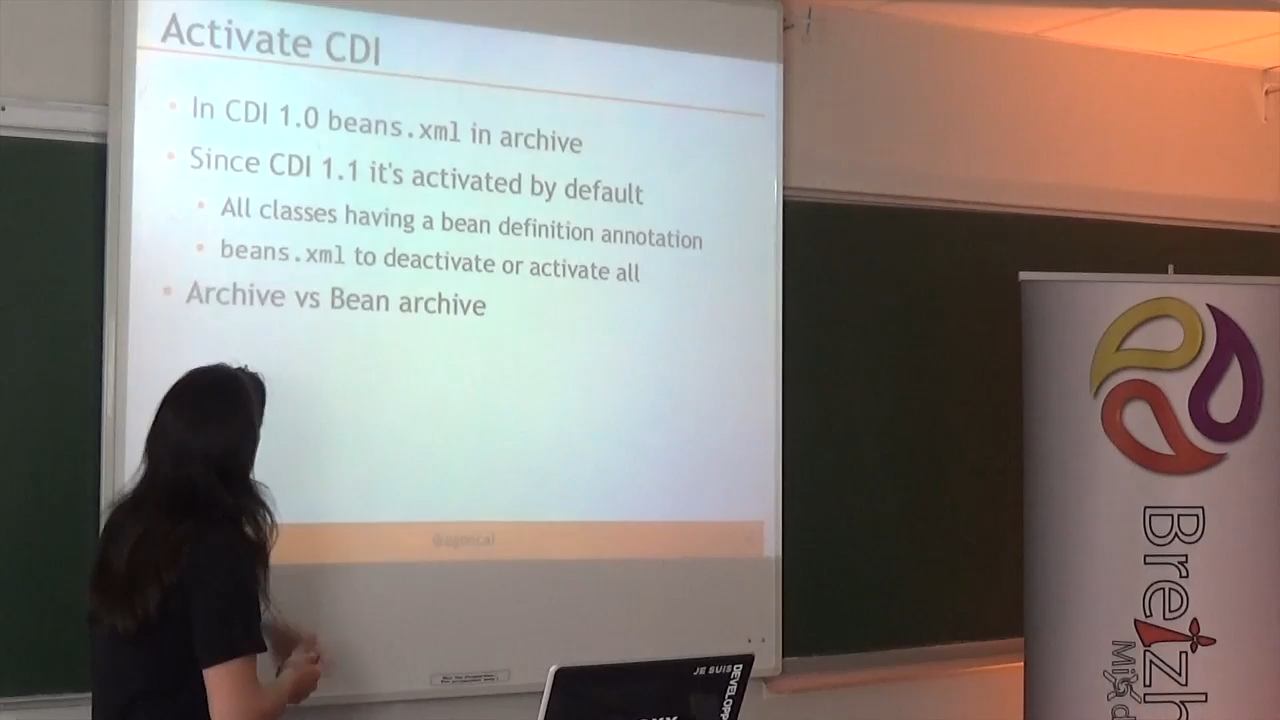 Activate CDI
In CDI 1.0 beans.xml in archive
Since CDI 1.1 it's activated by default
All classes having a bean definition annotation
beans.xml to deactivate or activate all
Archive vs Bean archive
@agoncal
JE SUIS
DEVELOPP
Breizh